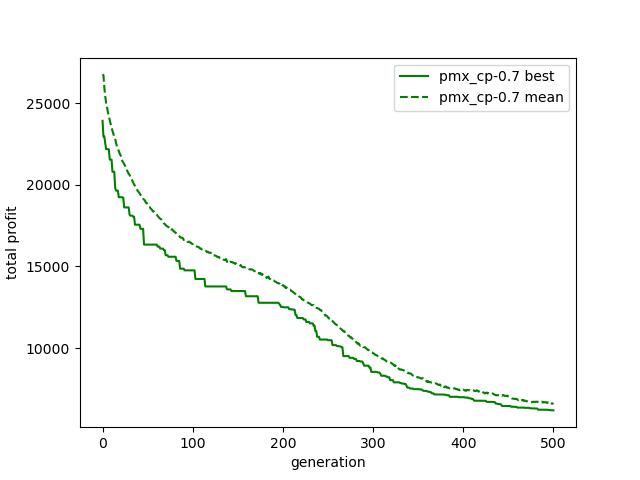 pmx_cp-0.7 best
pmx_cp-0.7 mean
25000
20000
15000
10000
total profit
0 100 200 300 400 500
generation